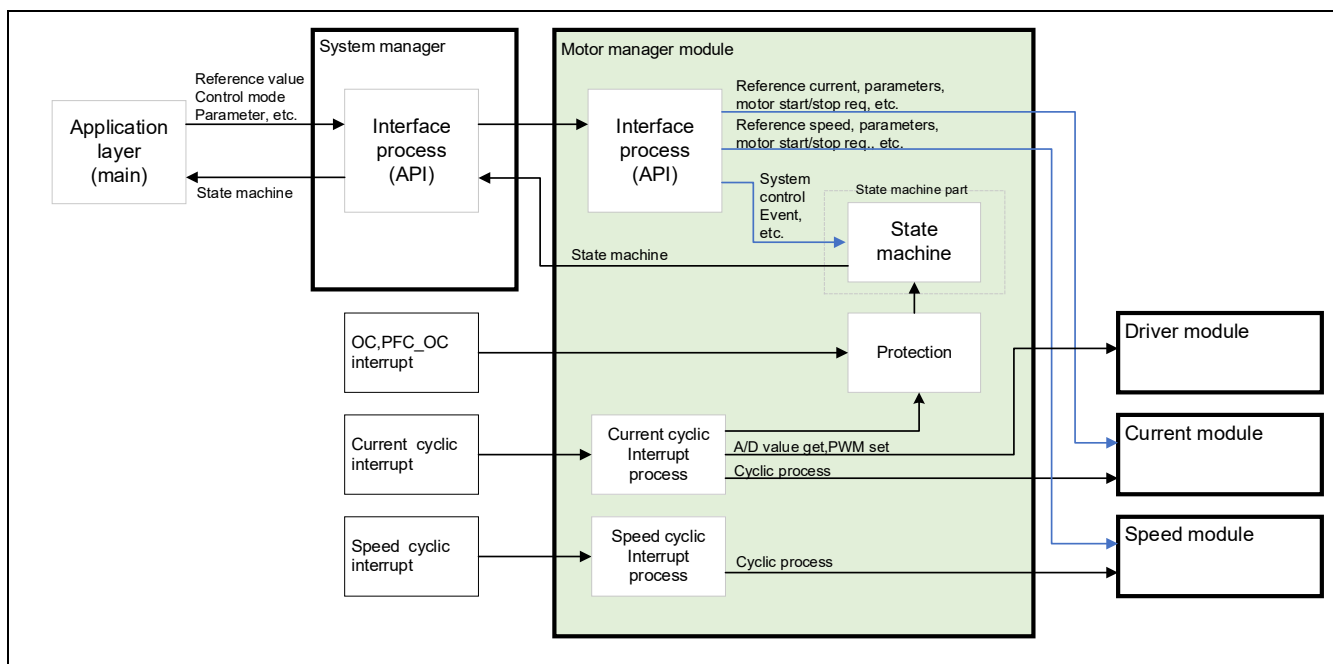 System manager
Motor manager module
Reference value
Control mode
Parameter, etc.
Application
layer
(main)
State machine
Interface
process
(API)
Interface
process
(API)
Reference current, parameters,
motor start/stop req, etc.
Reference speed, parameters,
motor start/stop req., etc.
System
control
Event,
etc.
State machine part
State
machine
State machine
OC,PFC_OC
interrupt
Protection
Driver module
Current cyclic
interrupt
Current cyclic
Interrupt
process
A/D value get,PWM set
Cyclic process
Current module
Speed cyclic
interrupt
Speed cyclic
Interrupt
process
Cyclic process
Speed module